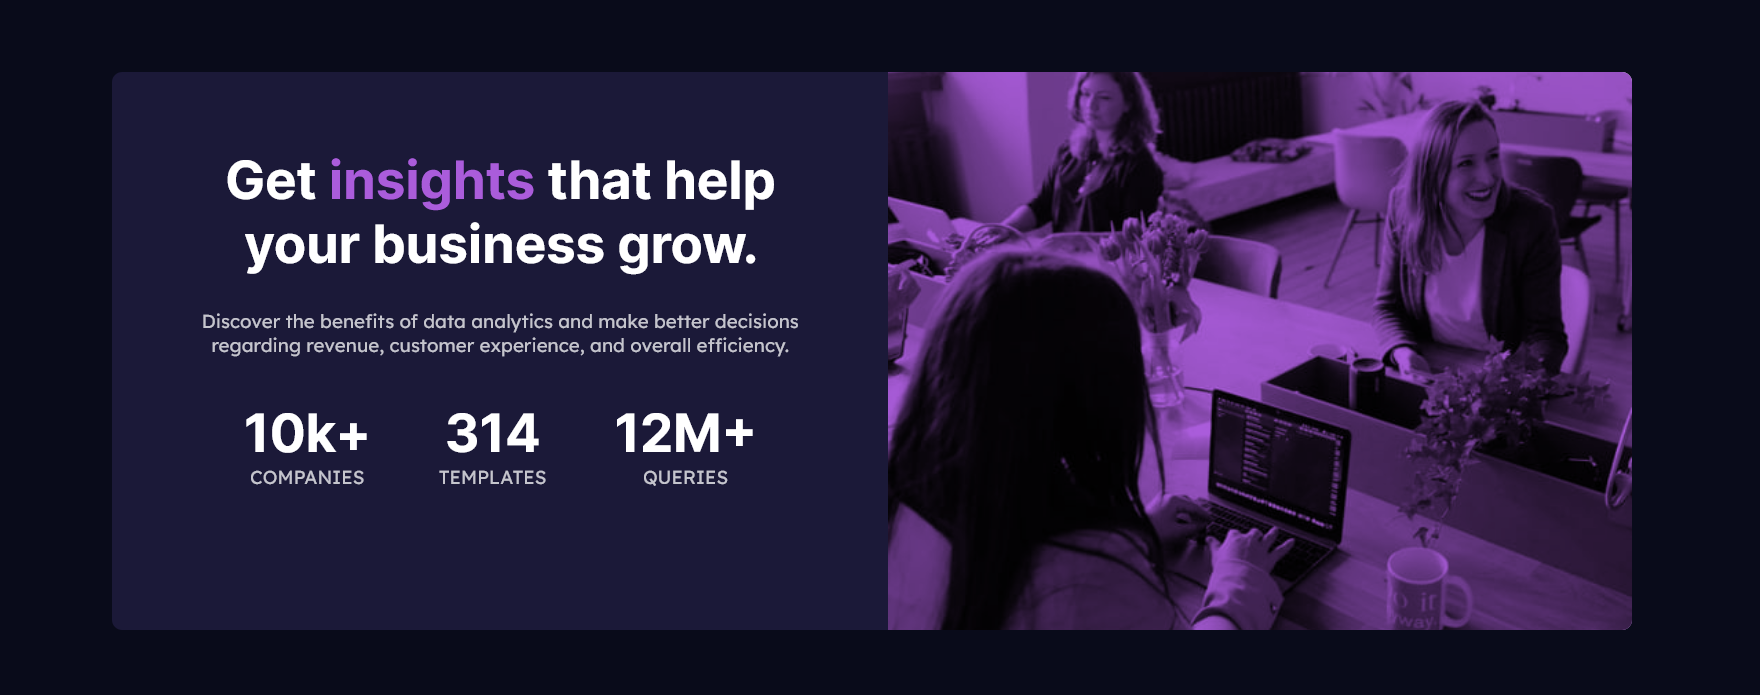 Get insights that help
your business grow.
Discover the benefits of data analytics and make better decisions
regarding revenue, customer experience, and overall efficiency.
10k+ 314 12M+
COMPANIES TEMPLATES QUERIES